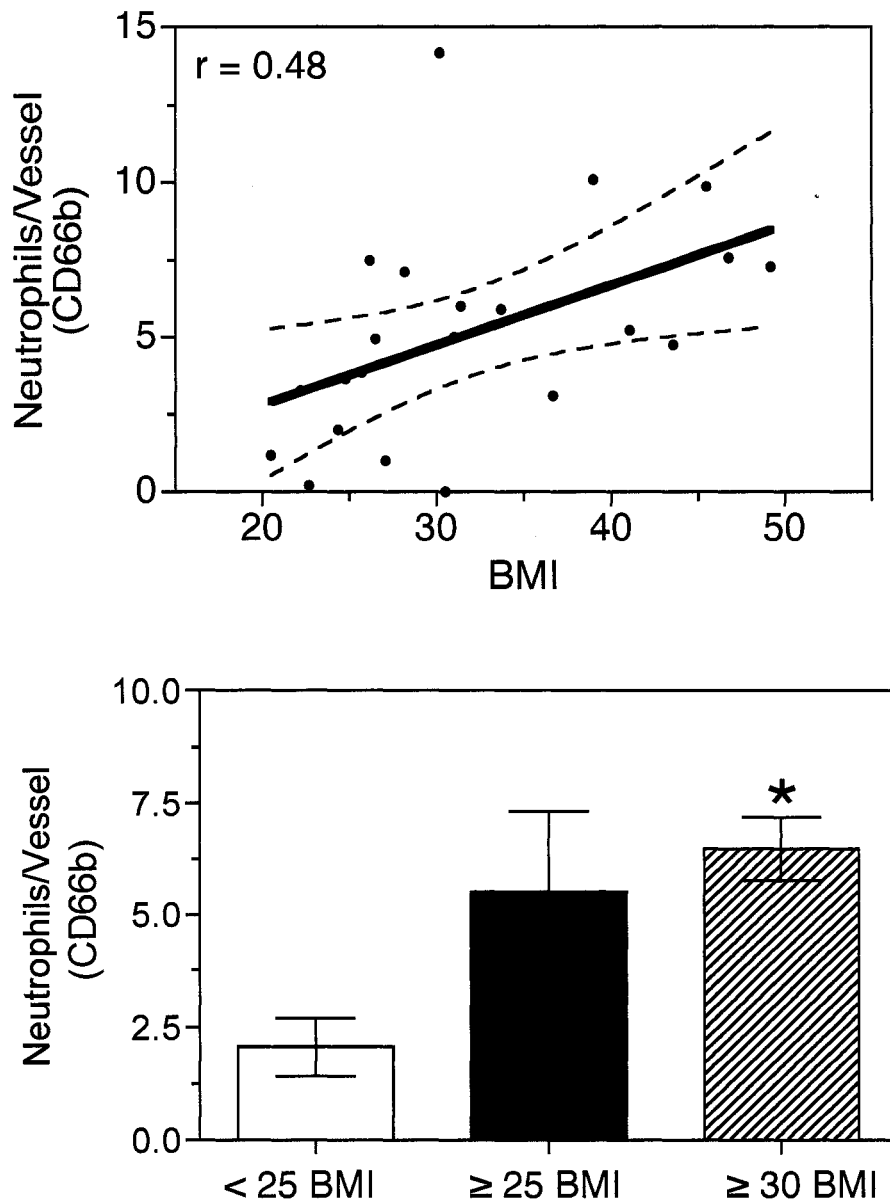 15
r = 0.48
10
5
0
Neutrophils/Vessel
(CD66b)
20 30 40 50
BMI
10.0
7.5
5.0
2.5
0.0
Neutrophils/Vessel
(CD66b)
*
< 25 BMI ≥ 25 BMI ≥ 30 BMI